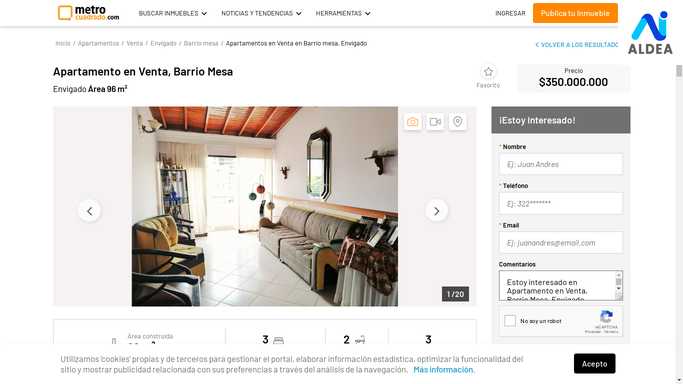 metro
cuadrado.com
BUSCAR INMUEBLES
NOTICIAS Y TENDENCIAS
HERRAMIENTAS
INGRESAR
Publica tu Inmueble
ALDEA
Inicio / Apartamentos / Venta / Envigado / Barrio mesa / Apartamentos en Venta en Barrio mesa, Envigado
VOLVER A LOS RESULTADO
Apartamento en Venta, Barrio Mesa
Envigado Área 96 m²
Favorito
Precio
$350.000.000
¡Estoy Interesado!
* Nombre
Ej: Juan Andres
* Teléfono
Ej: 322*******
* Email
Ej: juanandres@email.com
Comentarios
Estoy interesado en
Apartamento en Venta,
Barrio Mesa, Envigado
1 / 20
No soy un robot
reCAPTCHA
Privacidad - Términos
Área construida
3
2
3
Utilizamos 'cookies' propias y de terceros para gestionar el portal, elaborar información estadística, optimizar la funcionalidad del
sitio y mostrar publicidad relacionada con sus preferencias a través del análisis de la navegación. Más información.
Acepto